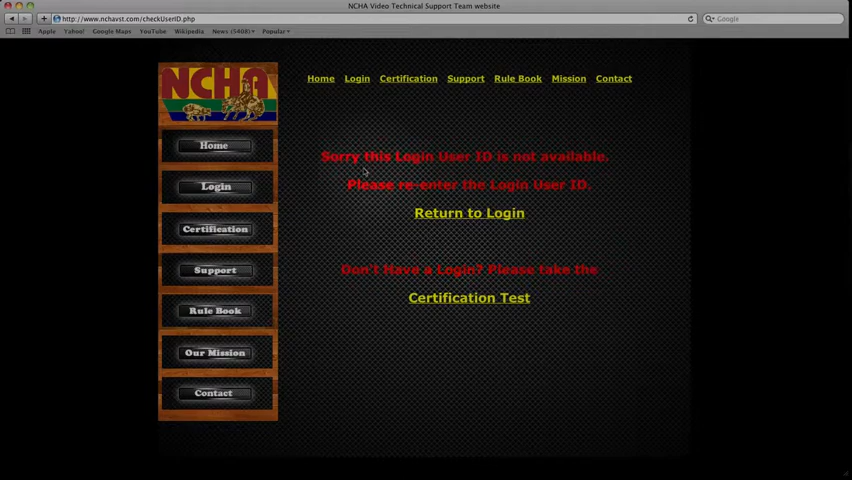 NCHA Video Technical Support Team website
http://www.nchavst.com/checkUserID.php
Google
Apple Yahoo! Google Maps YouTube Wikipedia News (5408) Popular
NCHA
Home Login Certification Support Rule Book Mission Contact
Home
Login
Certification
Support
Rule Book
Our Mission
Contact
Sorry this Login User ID is not available.
Please re-enter the Login User ID.
Return to Login
Don't Have a Login? Please take the
Certification Test